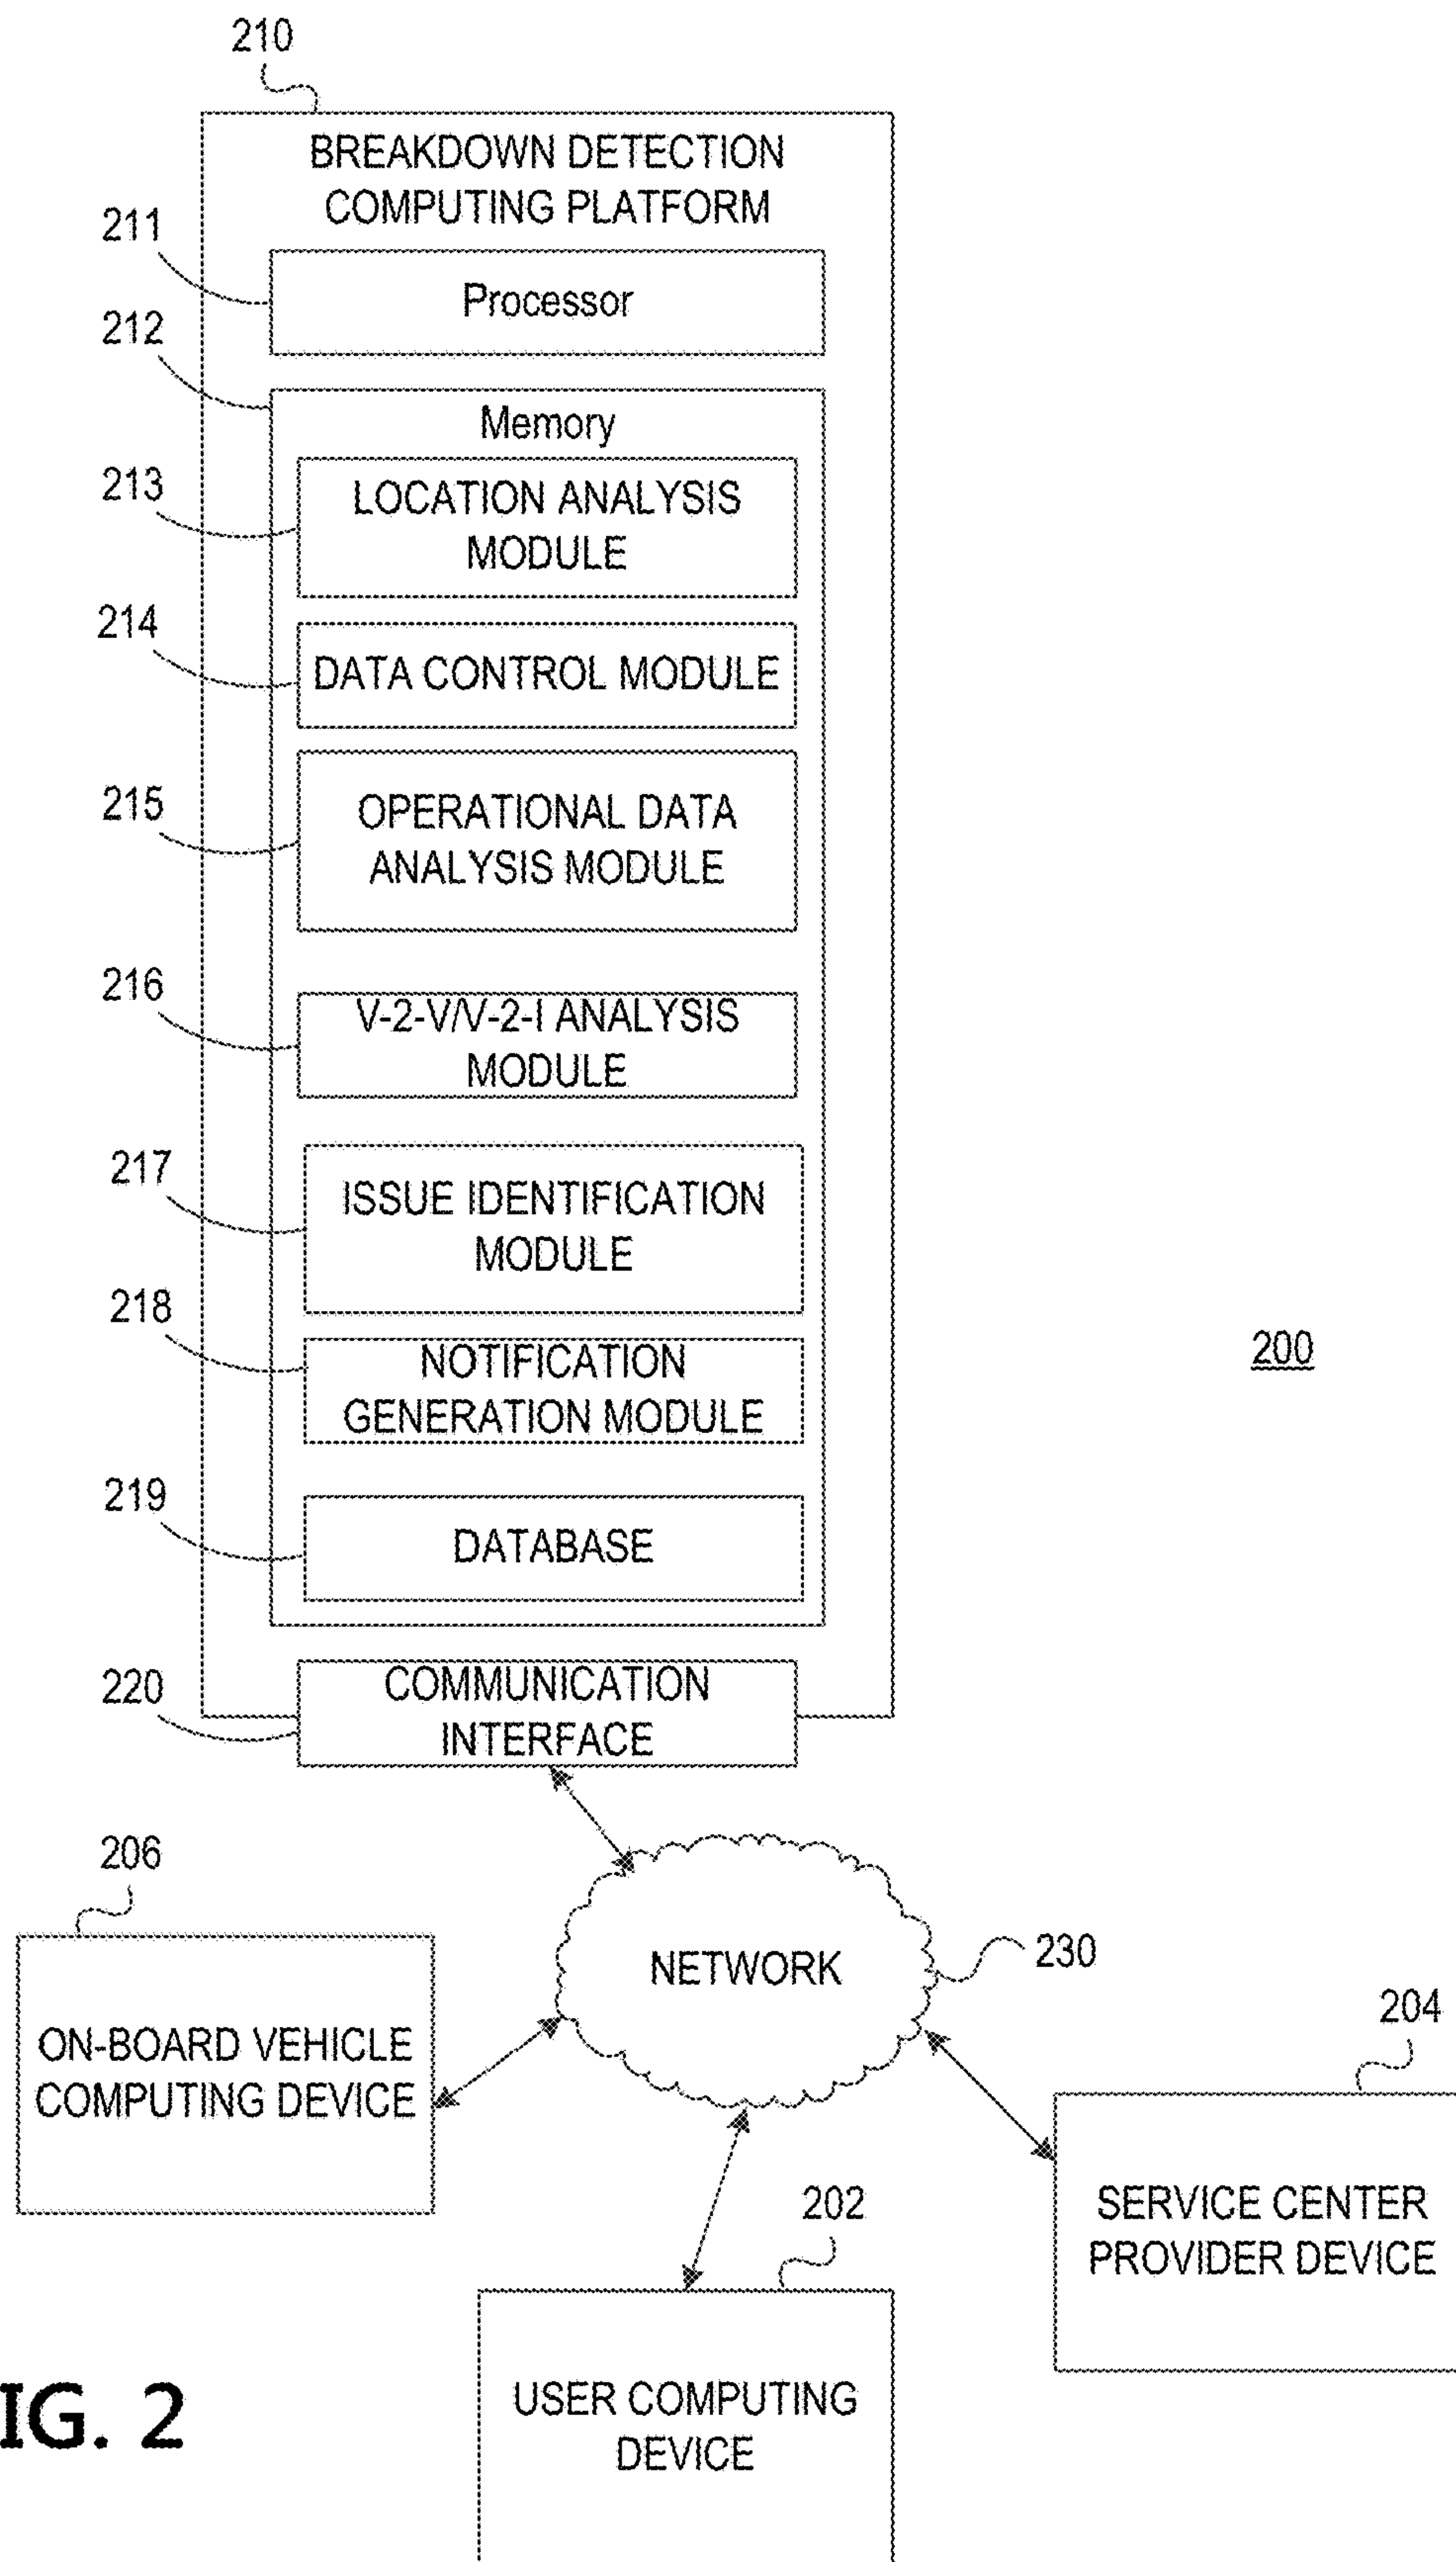 210
BREAKDOWN DETECTION
COMPUTING PLATFORM
211
Processor
212
Memory
213
LOCATION ANALYSIS
MODULE
214
DATA CONTROL MODULE
215
OPERATIONAL DATA
ANALYSIS MODULE
216
V-2-V/V-2-I ANALYSIS
MODULE
217
ISSUE IDENTIFICATION
MODULE
218
NOTIFICATION
GENERATION MODULE
200
219
DATABASE
220
COMMUNICATION
INTERFACE
206
ON-BOARD VEHICLE
COMPUTING DEVICE
NETWORK
230
204
SERVICE CENTER
PROVIDER DEVICE
202
USER COMPUTING
DEVICE
IG. 2